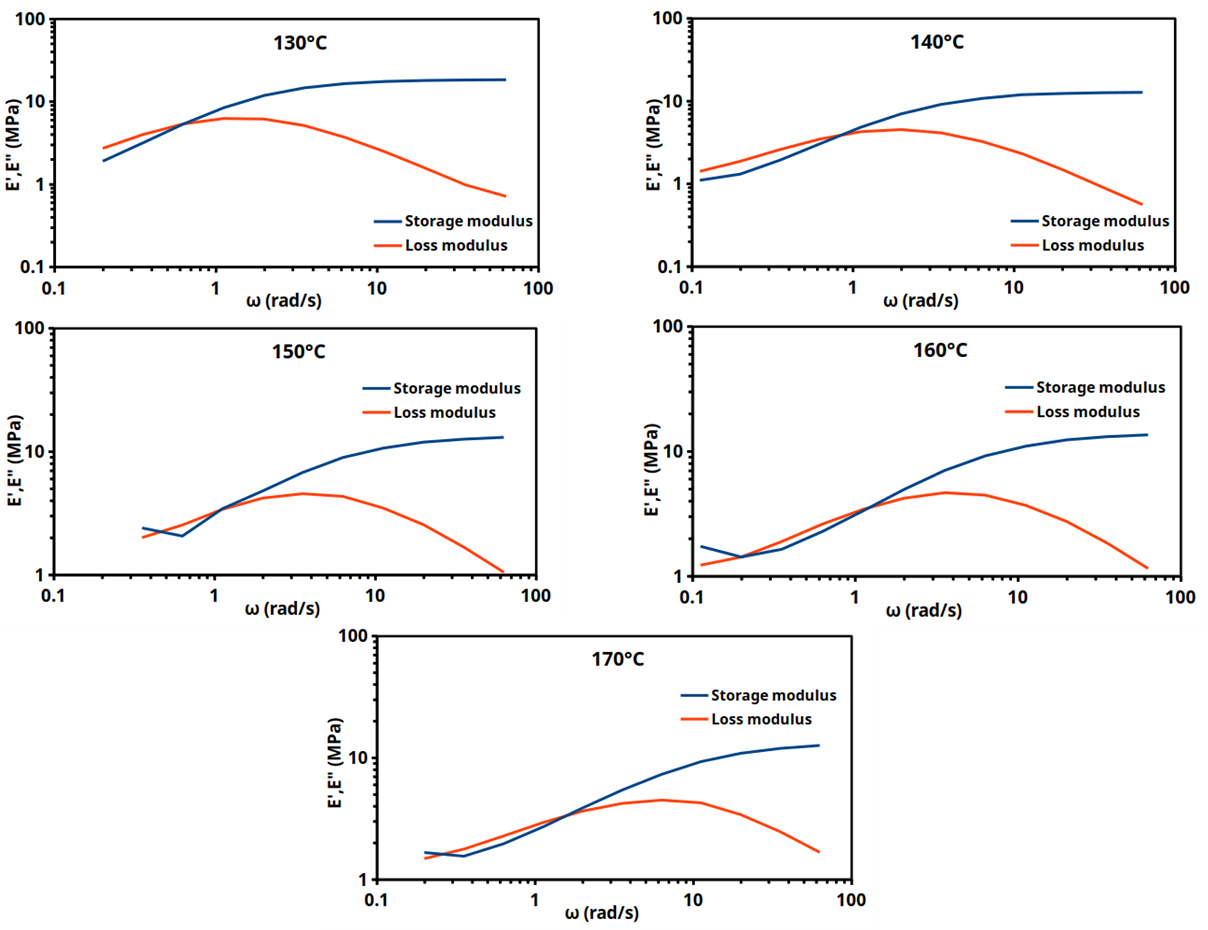 130°C
100
10
1
0.1
E',E" (MPa)
Storage modulus
Loss modulus
0.1 1 10 100
ω (rad/s)
140°C
100
10
1
0.1
E',E" (MPa)
Storage modulus
Loss modulus
0.1 1 10 100
ω (rad/s)
150°C
100
10
1
E',E" (MPa)
Storage modulus
Loss modulus
0.1 1 10 100
ω (rad/s)
160°C
100
10
1
E',E" (MPa)
Storage modulus
Loss modulus
0.1 1 10 100
ω (rad/s)
170°C
100
10
1
E',E" (MPa)
Storage modulus
Loss modulus
0.1 1 10 100
ω (rad/s)